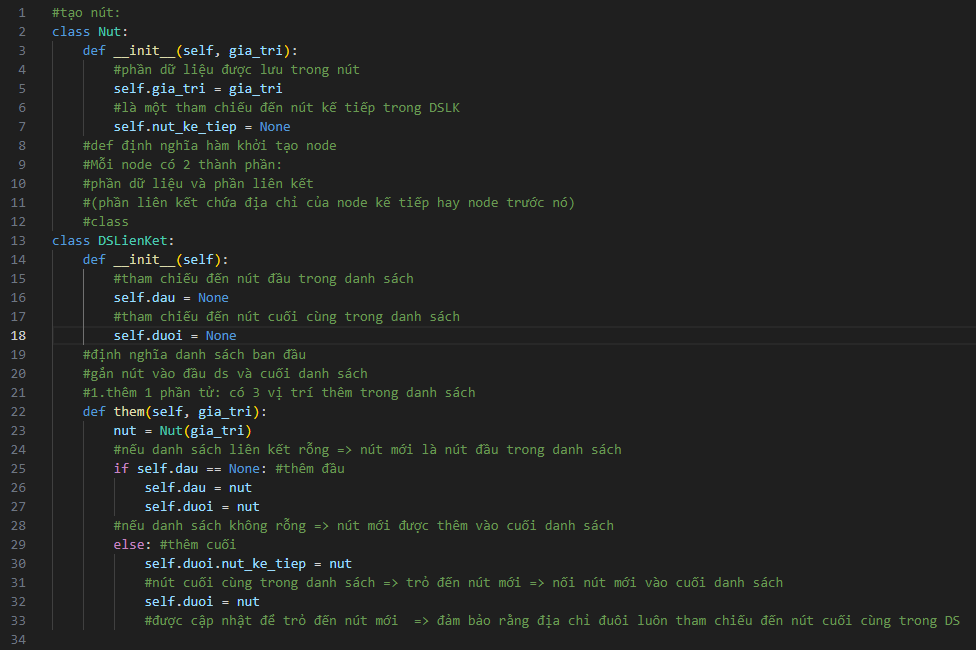 1 #tạo nút:
2 class Nut:
3 def __init__(self, gia_tri):
4 #phần dữ liệu được lưu trong nút
5 self.gia_tri = gia_tri
6 #là một tham chiếu đến nút kế tiếp trong DSLK
7 self.nut_ke_tiep = None
8 #def định nghĩa hàm khởi tạo node
9 #Mỗi node có 2 thành phần:
10 #phần dữ liệu và phần liên kết
11 #(phần liên kết chứa địa chỉ của node kế tiếp hay node trước nó)
12 #class
13 class DSLienKet:
14 def __init__(self):
15 #tham chiếu đến nút đầu trong danh sách
16 self.dau = None
17 #tham chiếu đến nút cuối cùng trong danh sách
18 self.duoi = None
19 #định nghĩa danh sách ban đầu
20 #gắn nút vào đầu ds và cuối danh sách
21 #1.thêm 1 phần tử: có 3 vị trí thêm trong danh sách
22 def them(self, gia_tri):
23 nut = Nut(gia_tri)
24 #nếu danh sách liên kết rỗng => nút mới là nút đầu trong danh sách
25 if self.dau == None: #thêm đầu
26 self.dau = nut
27 self.duoi = nut
28 #nếu danh sách không rỗng => nút mới được thêm vào cuối danh sách
29 else: #thêm cuối
30 self.duoi.nut_ke_tiep = nut
31 #nút cuối cùng trong danh sách => trỏ đến nút mới => nối nút mới vào cuối danh sách
32 self.duoi = nut
33 #được cập nhật để trỏ đến nút mới  => đảm bảo rằng địa chỉ đuôi luôn tham chiếu đến nút cuối cùng trong DS
34